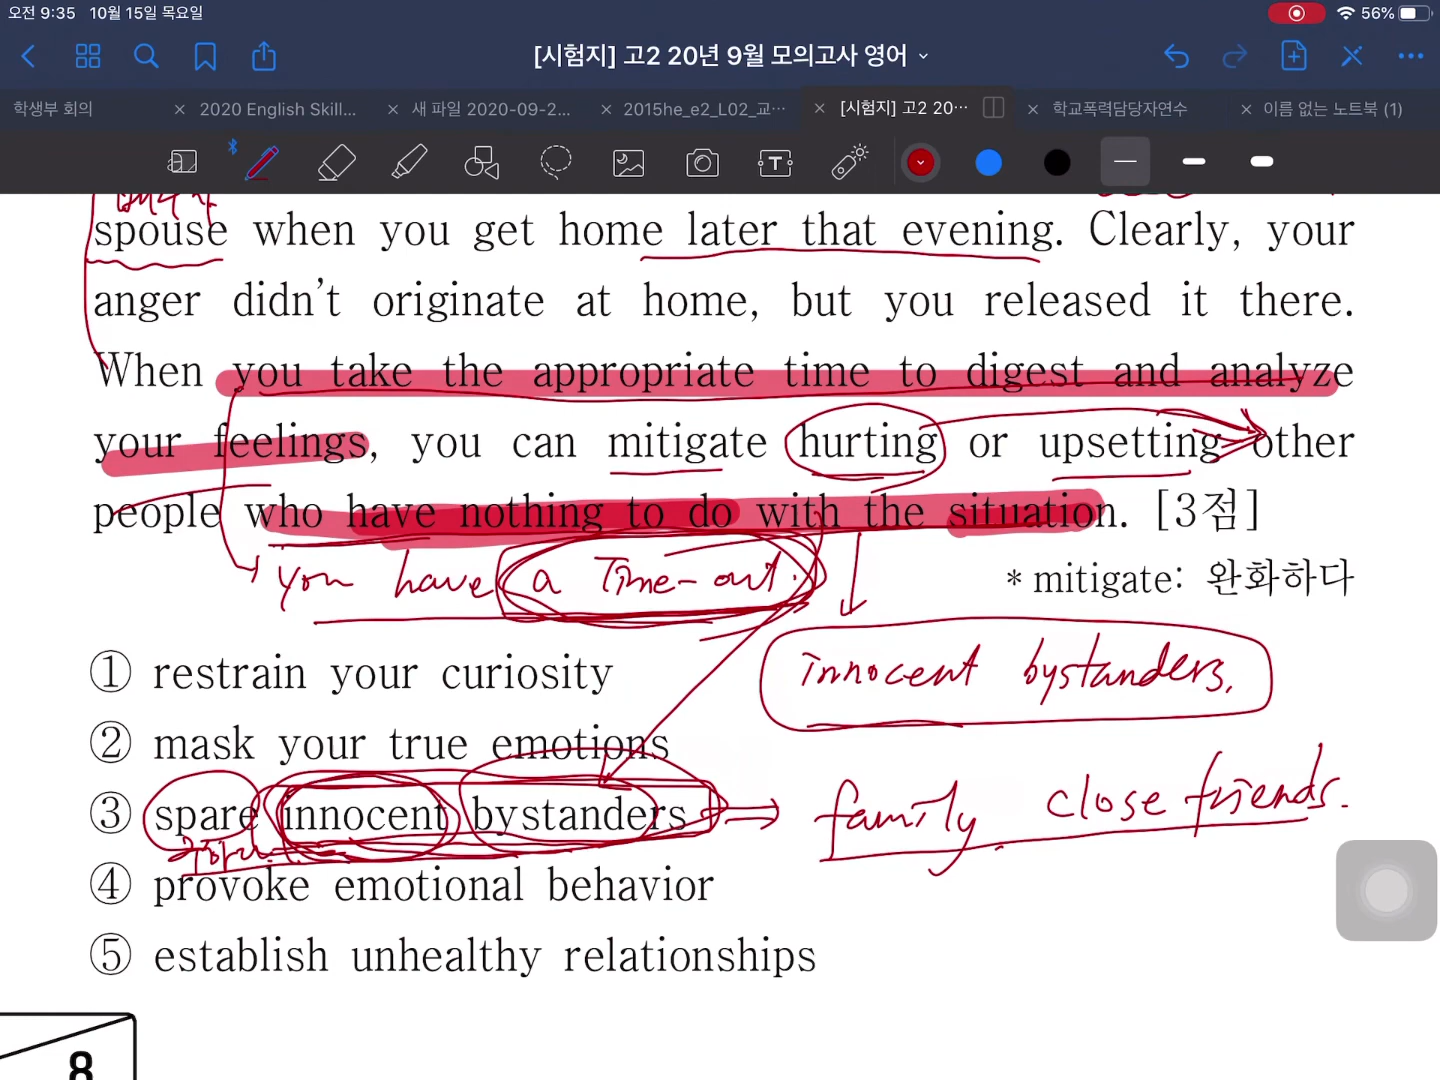 오전 9:35 10월 15일 목요일 56%
[시험지] 고2 20년 9월 모의고사 영어
학생부 회의 × 2020 English Skill... × 새 파일 2020-09-2... × 2015he_e2_L02_교... × [시험지] 고2 20... × 학교폭력담당자연수 × 이름 없는 노트북 (1)
배우자
spouse when you get home later that evening. Clearly, your
anger didn't originate at home, but you released it there.
When you take the appropriate time to digest and analyze
your feelings, you can mitigate hurting or upsetting other
people who have nothing to do with the situation. [3점]
you have a Time-out.
* mitigate: 완화하다
innocent bystanders.
① restrain your curiosity
② mask your true emotions
③ spare innocent bystanders
family close friends.
④ provoke emotional behavior
⑤ establish unhealthy relationships
8